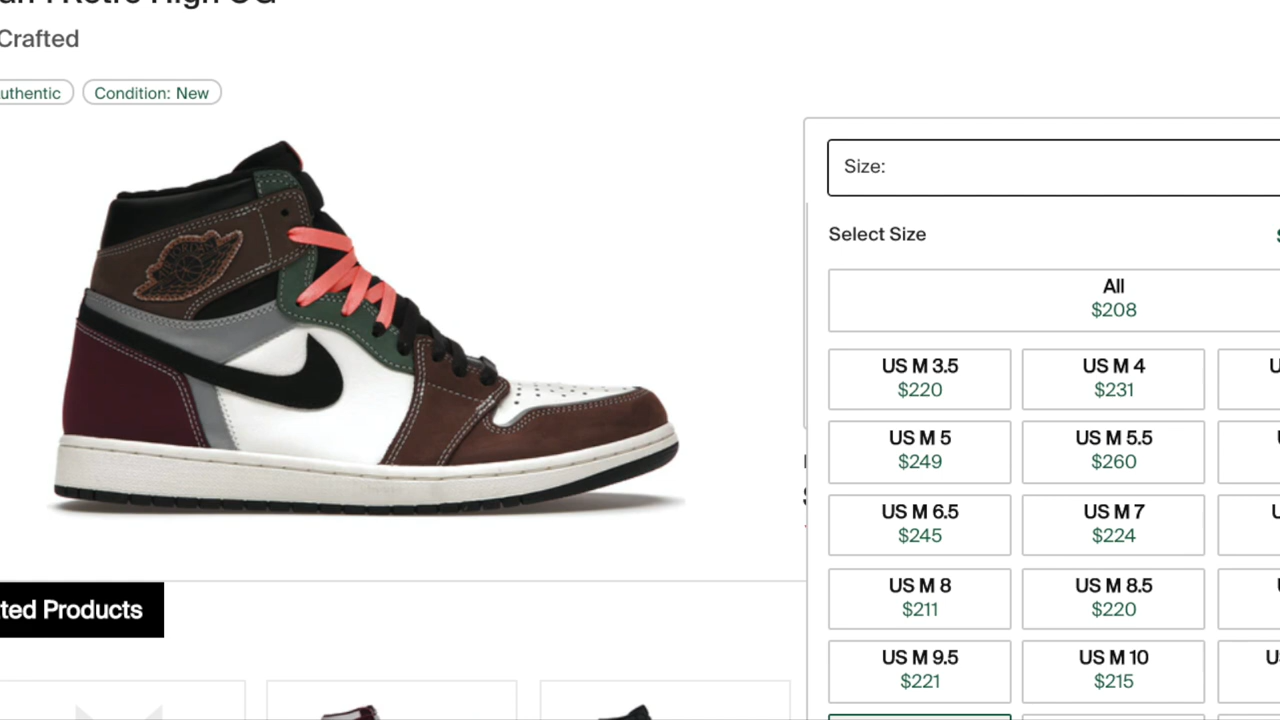 Crafted
Condition: New
Size:
Select Size
All
$208
US M 3.5
$220
US M 4
$231
US M 5
$249
US M 5.5
$260
US M 6.5
$245
US M 7
$224
US M 8
$211
US M 8.5
$220
US M 9.5
$221
US M 10
$215
Products